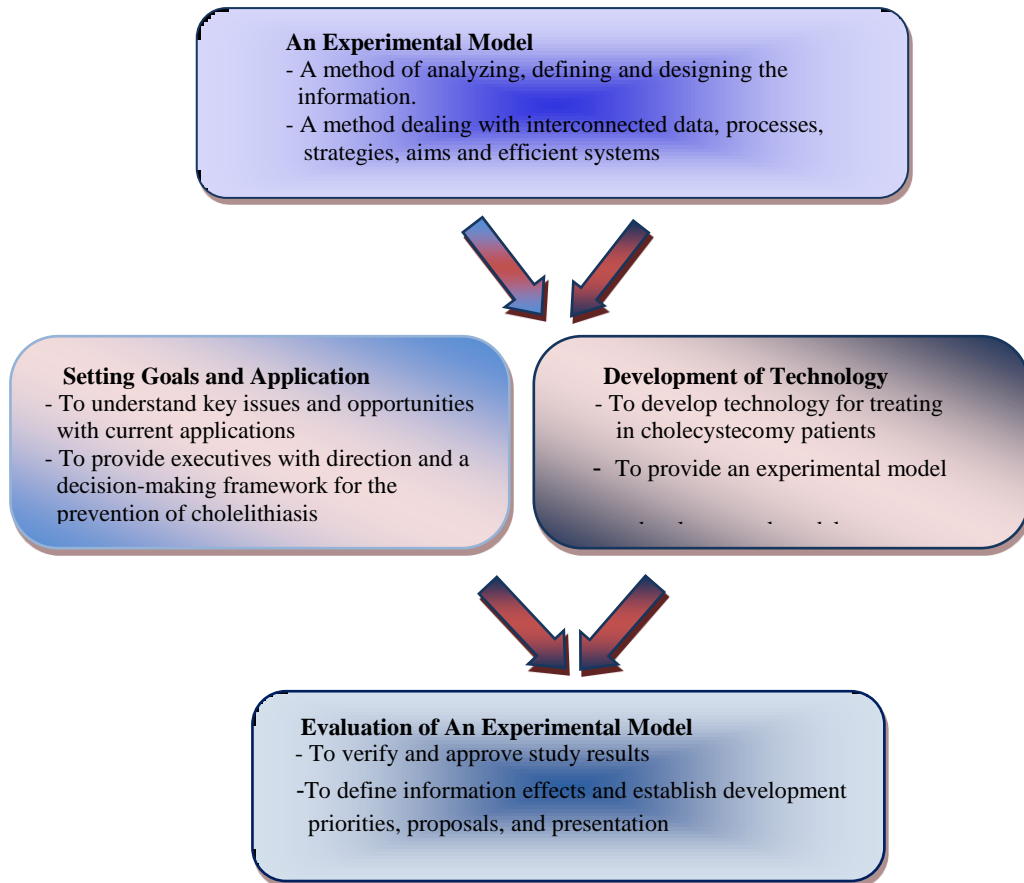 An Experimental Model
- A method of analyzing, defining and designing the
information.
- A method dealing with interconnected data, processes,
strategies, aims and efficient systems
Setting Goals and Application
- To understand key issues and opportunities
with current applications
- To provide executives with direction and a
decision-making framework for the
prevention of cholelithiasis
Development of Technology
- To develop technology for treating
in cholecystecomy patients
- To provide an experimental model
Evaluation of An Experimental Model
- To verify and approve study results
-To define information effects and establish development
priorities, proposals, and presentation